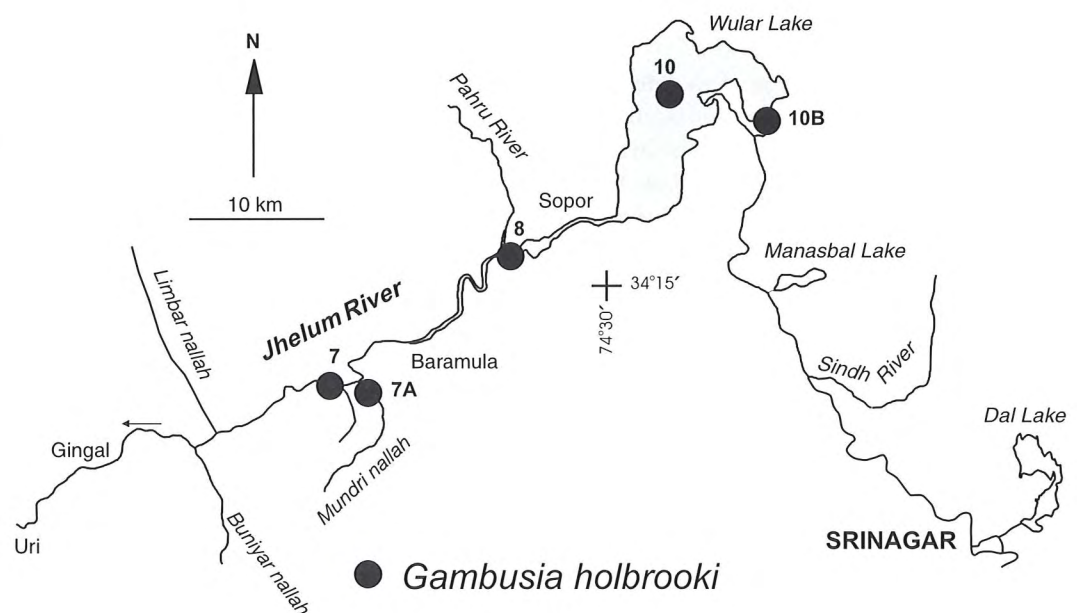 Wular Lake
N
10
Pahru River
10B
10 km
Sopor
8
Manasbal Lake
34°15′
74°30′
Limbar nallah
Jhelum River
7
Baramula
7A
Sindh River
Dal Lake
Gingal
Mundri nallah
Uri
Buniyar nallah
SRINAGAR
Gambusia holbrooki